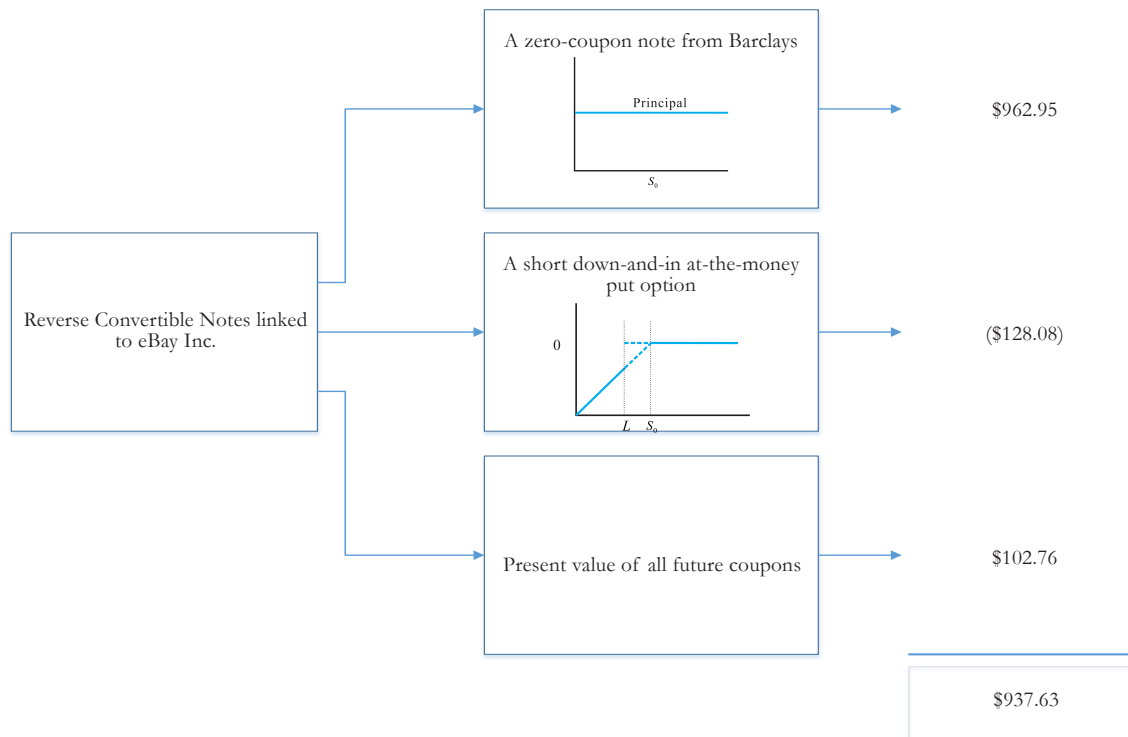 A zero-coupon note from Barclays
Principal
S₀
$962.95
Reverse Convertible Notes linked
to eBay Inc.
A short down-and-in at-the-money
put option
0
L S₀
($128.08)
Present value of all future coupons
$102.76
$937.63